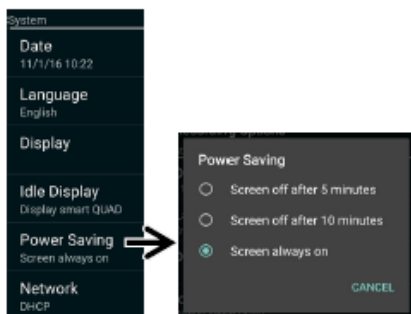 System
Date
11/1/16 10:22
Language
English
Display
Idle Display
Display smart QUAD
Power Saving
Screen always on
Network
DHCP
Power Saving
Screen off after 5 minutes
Screen off after 10 minutes
Screen always on
CANCEL